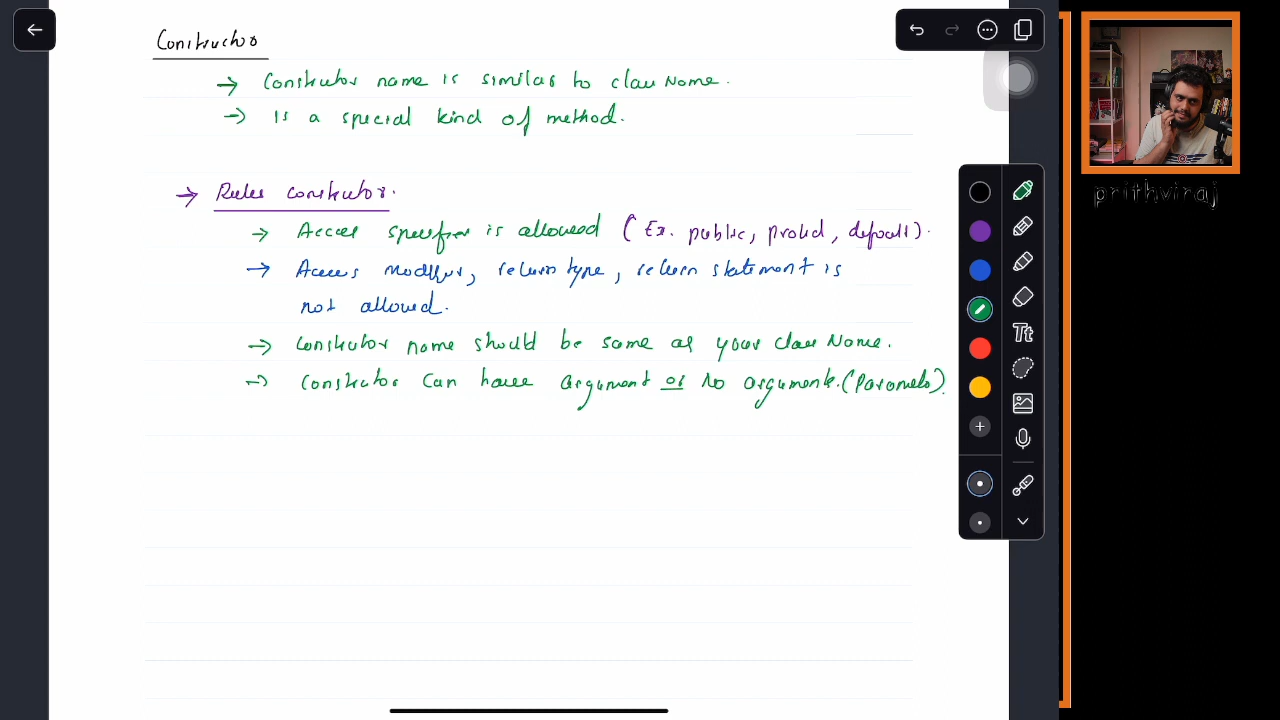 Constructor
→ Constructor name is similar to class Name.
→ Is a special kind of method.
→ Rules constructor.
→ Access specifier is allowed (Ex. public, protected, default).
→ Access modifier, return type, return statement is
not allowed.
→ Constructor name should be same as your class Name.
→ Constructor can have argument or no arguments. (Parameter).
Tt
prithviraj